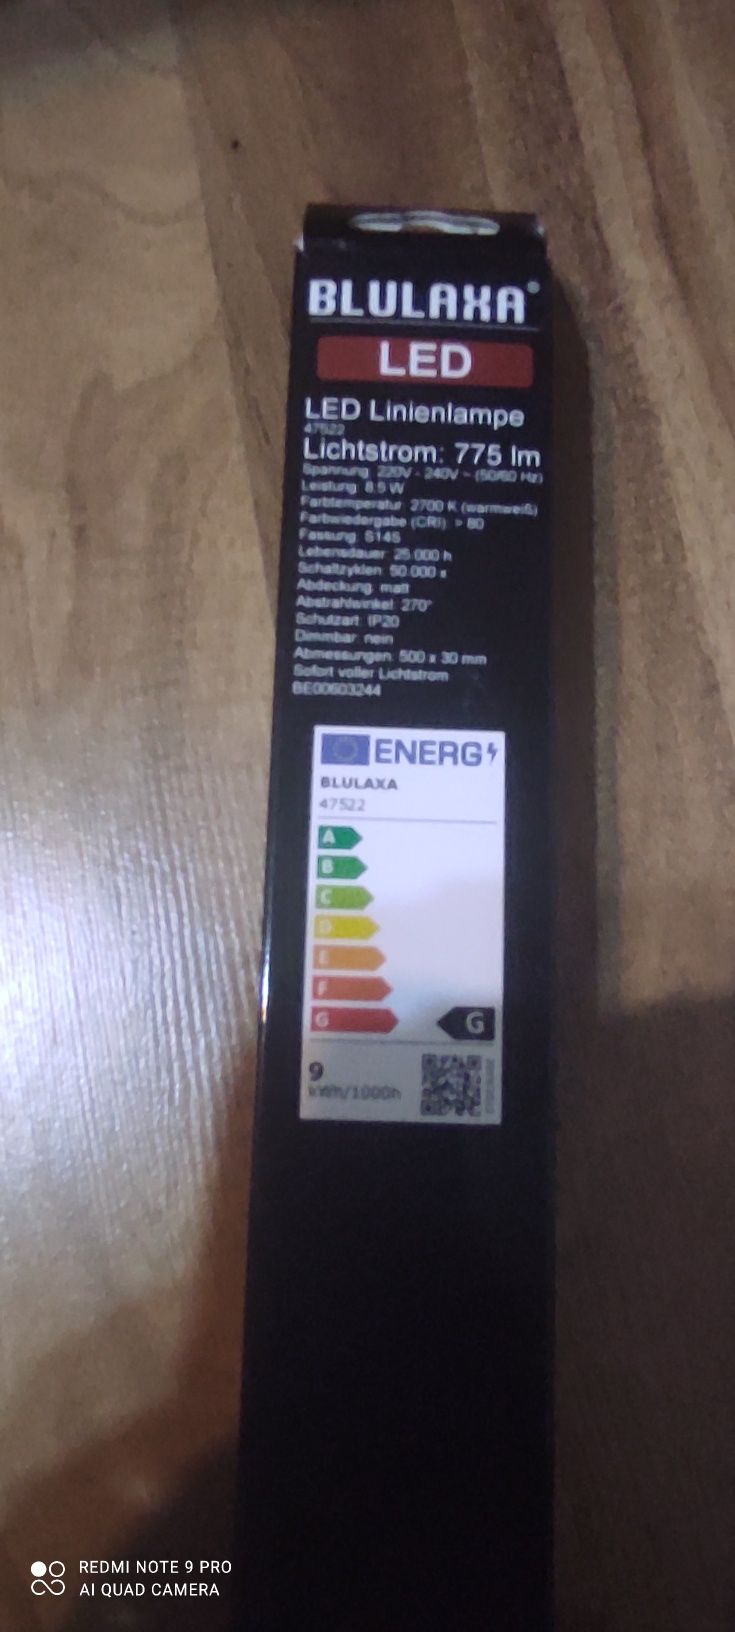 BLULAXA®
LED
LED Linienlampe
47522
Lichtstrom: 775 lm
Spannung: 220V - 240V ~ (50/60 Hz)
Leistung: 8.5 W
Farbtemperatur: 2700 K (warmweiß)
Farbwiedergabe (CRI): > 80
Fassung: S14S
Lebensdauer: 25.000 h
Schaltzyklen: 50.000 x
Abdeckung: matt
Abstrahlwinkel: 270°
Schutzart: IP20
Dimmbar: nein
Abmessungen: 500 x 30 mm
Sofort voller Lichtstrom
BE00603244
ENERG
BLULAXA
47522
A
B
C
D
E
F
G
G
9
kWh/1000h
REDMI NOTE 9 PRO
AI QUAD CAMERA